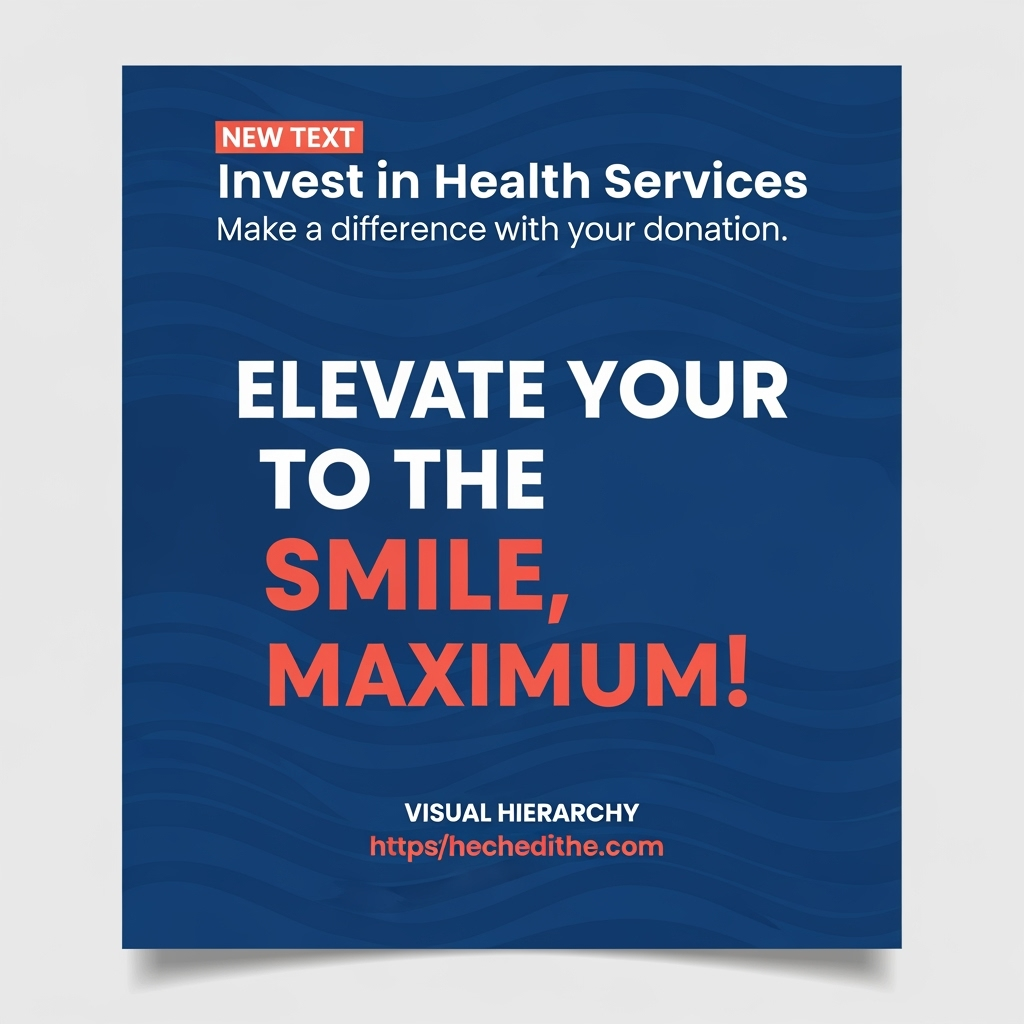 NEW TEXT
Invest in Health Services
Make a difference with your donation.
ELEVATE YOUR
TO THE
SMILE,
MAXIMUM!
VISUAL HIERARCHY
https/hechedithe.com